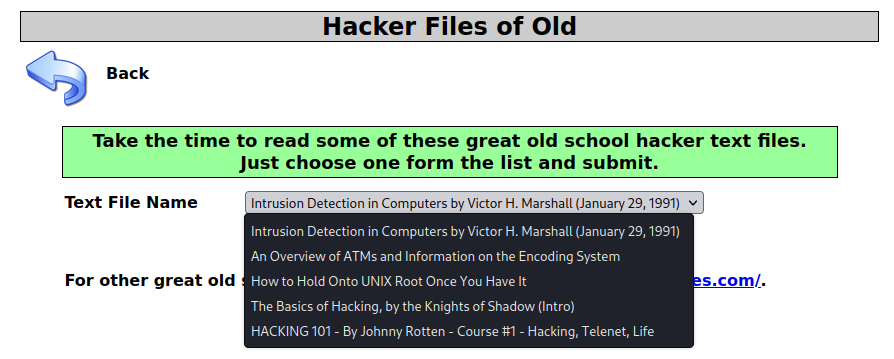 Hacker Files of Old
Back
Take the time to read some of these great old school hacker text files.
Just choose one form the list and submit.
Text File Name
Intrusion Detection in Computers by Victor H. Marshall (January 29, 1991)
Intrusion Detection in Computers by Victor H. Marshall (January 29, 1991)
An Overview of ATMs and Information on the Encoding System
How to Hold Onto UNIX Root Once You Have It
For other great old es.com/.
The Basics of Hacking, by the Knights of Shadow (Intro)
HACKING 101 - By Johnny Rotten - Course #1 - Hacking, Telenet, Life